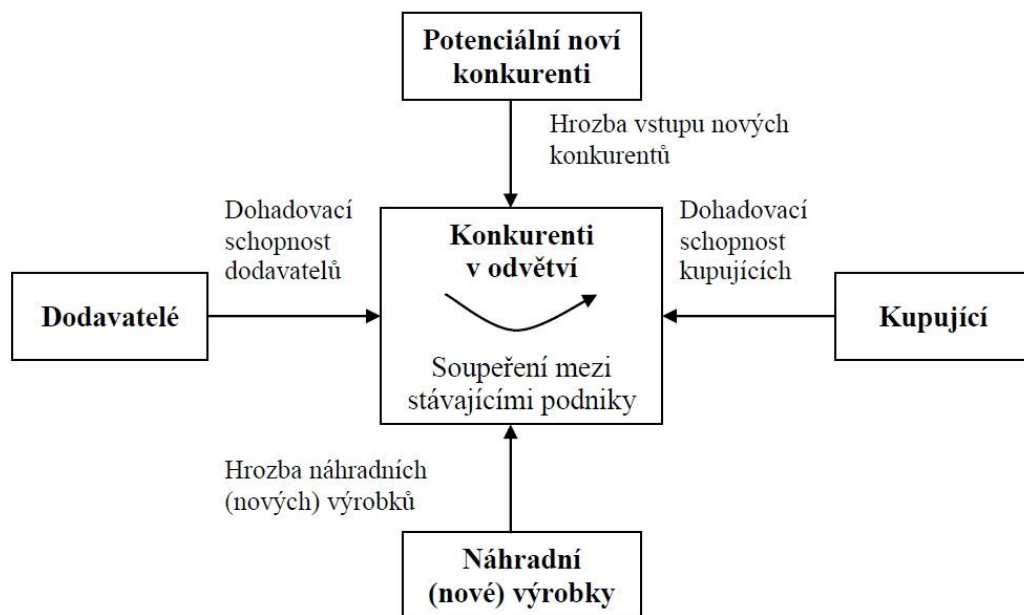 Potenciální noví
konkurenti
Hrozba vstupu nových
konkurentů
Dohadovací
schopnost
dodavatelů
Dohadovací
schopnost
kupujících
Konkurenti
v odvětví
Dodavatelé
Kupující
Soupeření mezi
stávajícími podniky
Hrozba náhradních
(nových) výrobků
Náhradní
(nové) výrobky